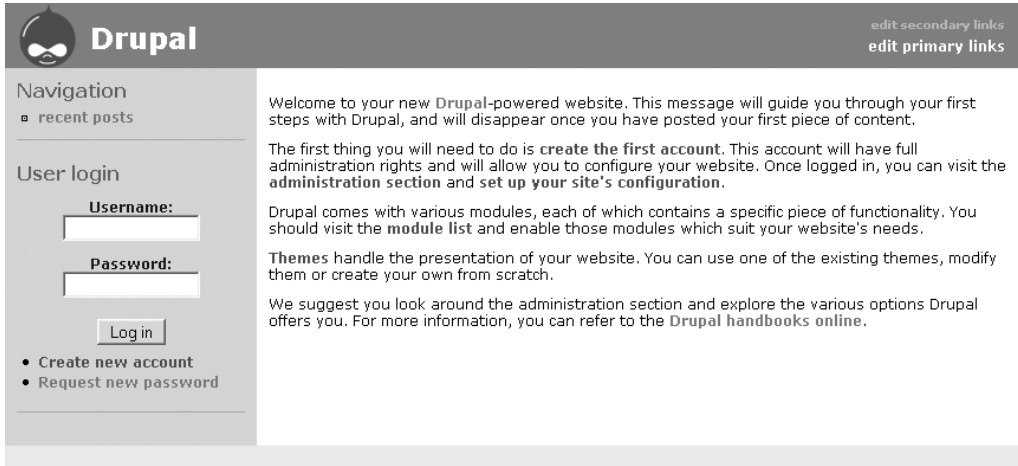 Drupal
edit secondary links
edit primary links
Navigation
recent posts
User login
Username:
Password:
Log in
Create new account
Request new password
Welcome to your new Drupal-powered website. This message will guide you through your first
steps with Drupal, and will disappear once you have posted your first piece of content.
The first thing you will need to do is create the first account. This account will have full
administration rights and will allow you to configure your website. Once logged in, you can visit the
administration section and set up your site's configuration.
Drupal comes with various modules, each of which contains a specific piece of functionality. You
should visit the module list and enable those modules which suit your website's needs.
Themes handle the presentation of your website. You can use one of the existing themes, modify
them or create your own from scratch.
We suggest you look around the administration section and explore the various options Drupal
offers you. For more information, you can refer to the Drupal handbooks online.